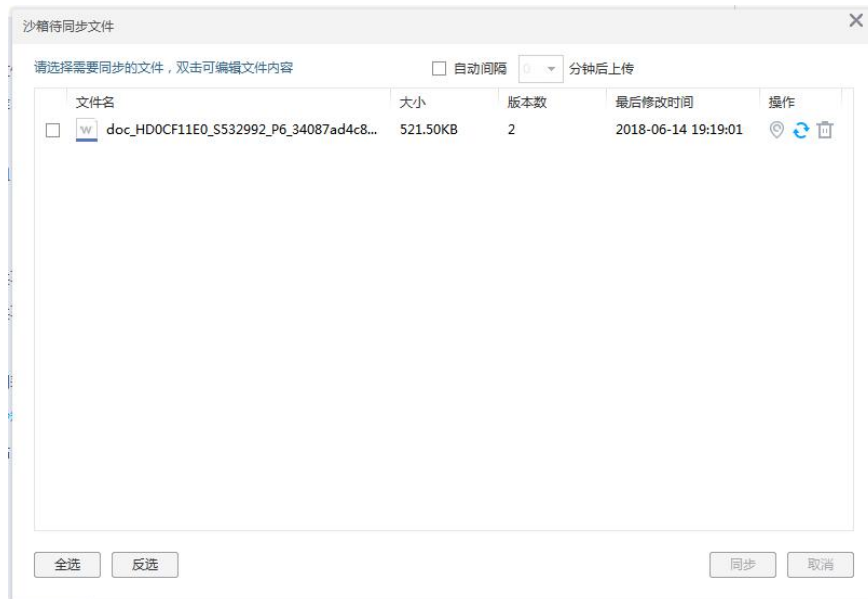 沙箱待同步文件
请选择需要同步的文件，双击可编辑文件内容 自动间隔 0 分钟后上传
文件名 大小 版本数 最后修改时间 操作
doc_HD0CF11E0_S532992_P6_34087ad4c8... 521.50KB 2 2018-06-14 19:19:01
全选 反选 同步 取消